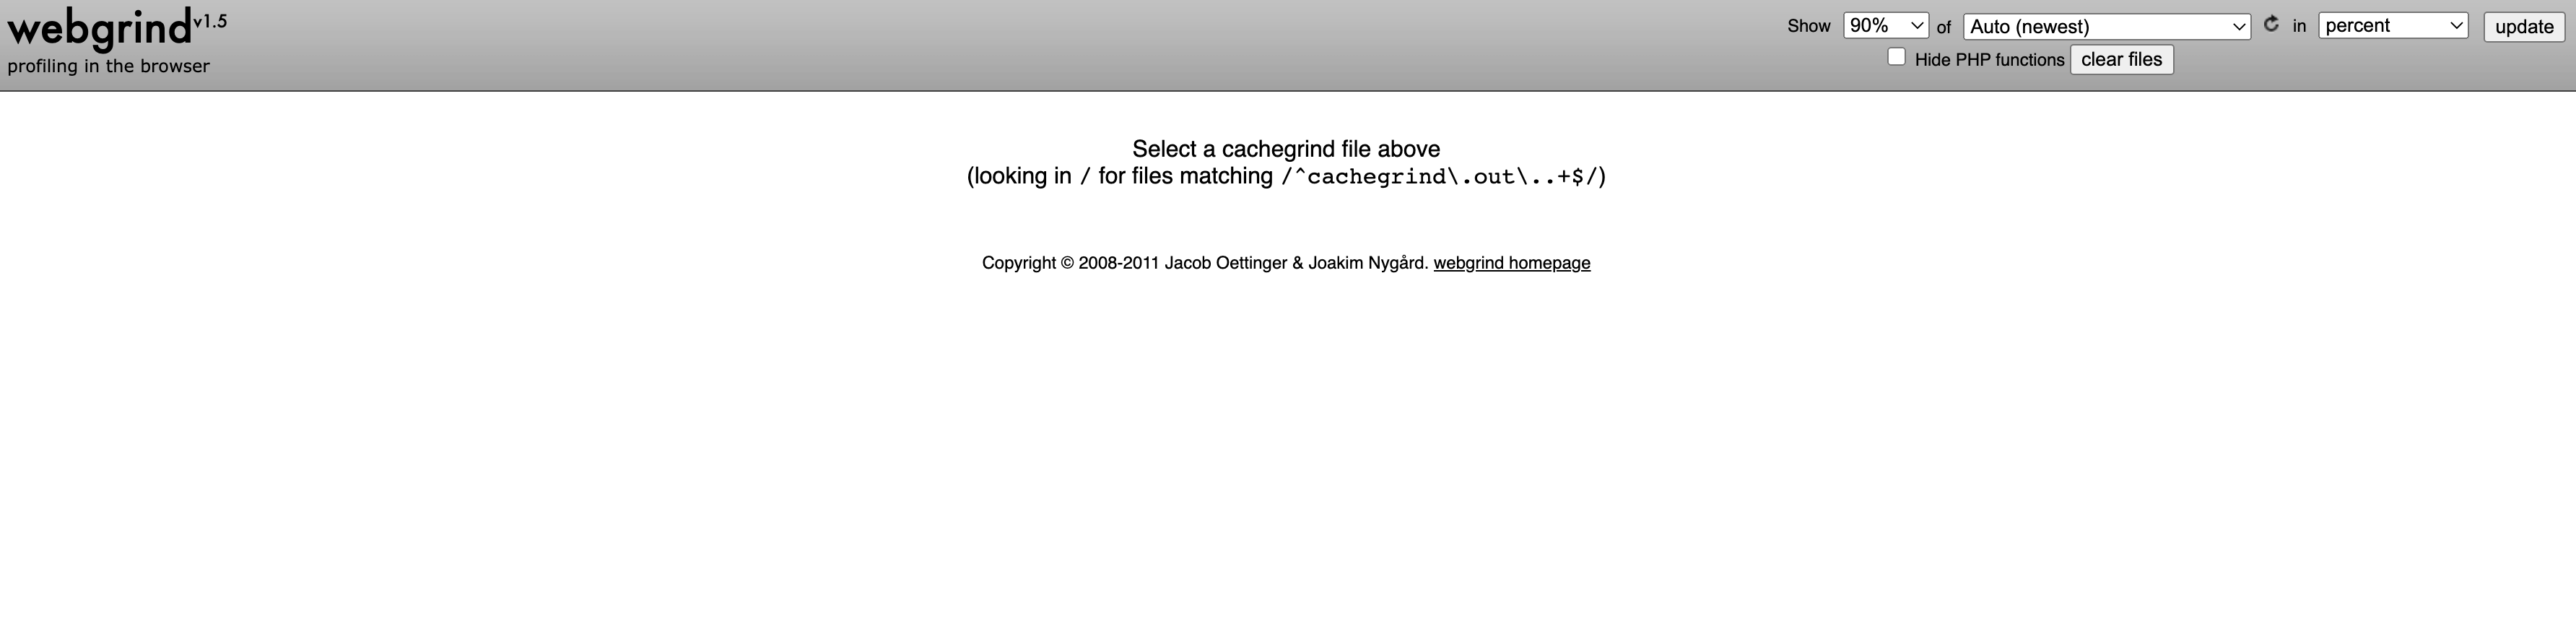 webgrind v1.5
profiling in the browser
Show 90% of Auto (newest) in percent update
Hide PHP functions clear files
Select a cachegrind file above
(looking in / for files matching /^cachegrind\.out\..+$/)
Copyright © 2008-2011 Jacob Oettinger & Joakim Nygård. webgrind homepage